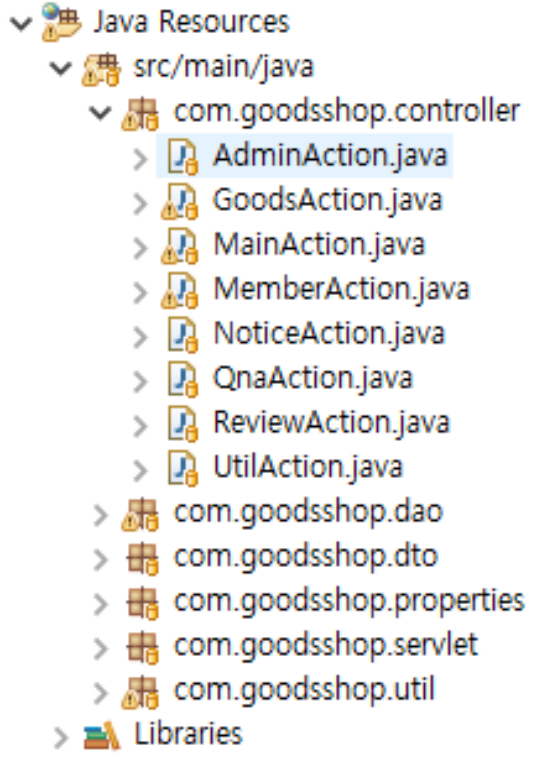 Java Resources
src/main/java
com.goodsshop.controller
AdminAction.java
GoodsAction.java
MainAction.java
MemberAction.java
NoticeAction.java
QnaAction.java
ReviewAction.java
UtilAction.java
com.goodsshop.dao
com.goodsshop.dto
com.goodsshop.properties
com.goodsshop.servlet
com.goodsshop.util
Libraries